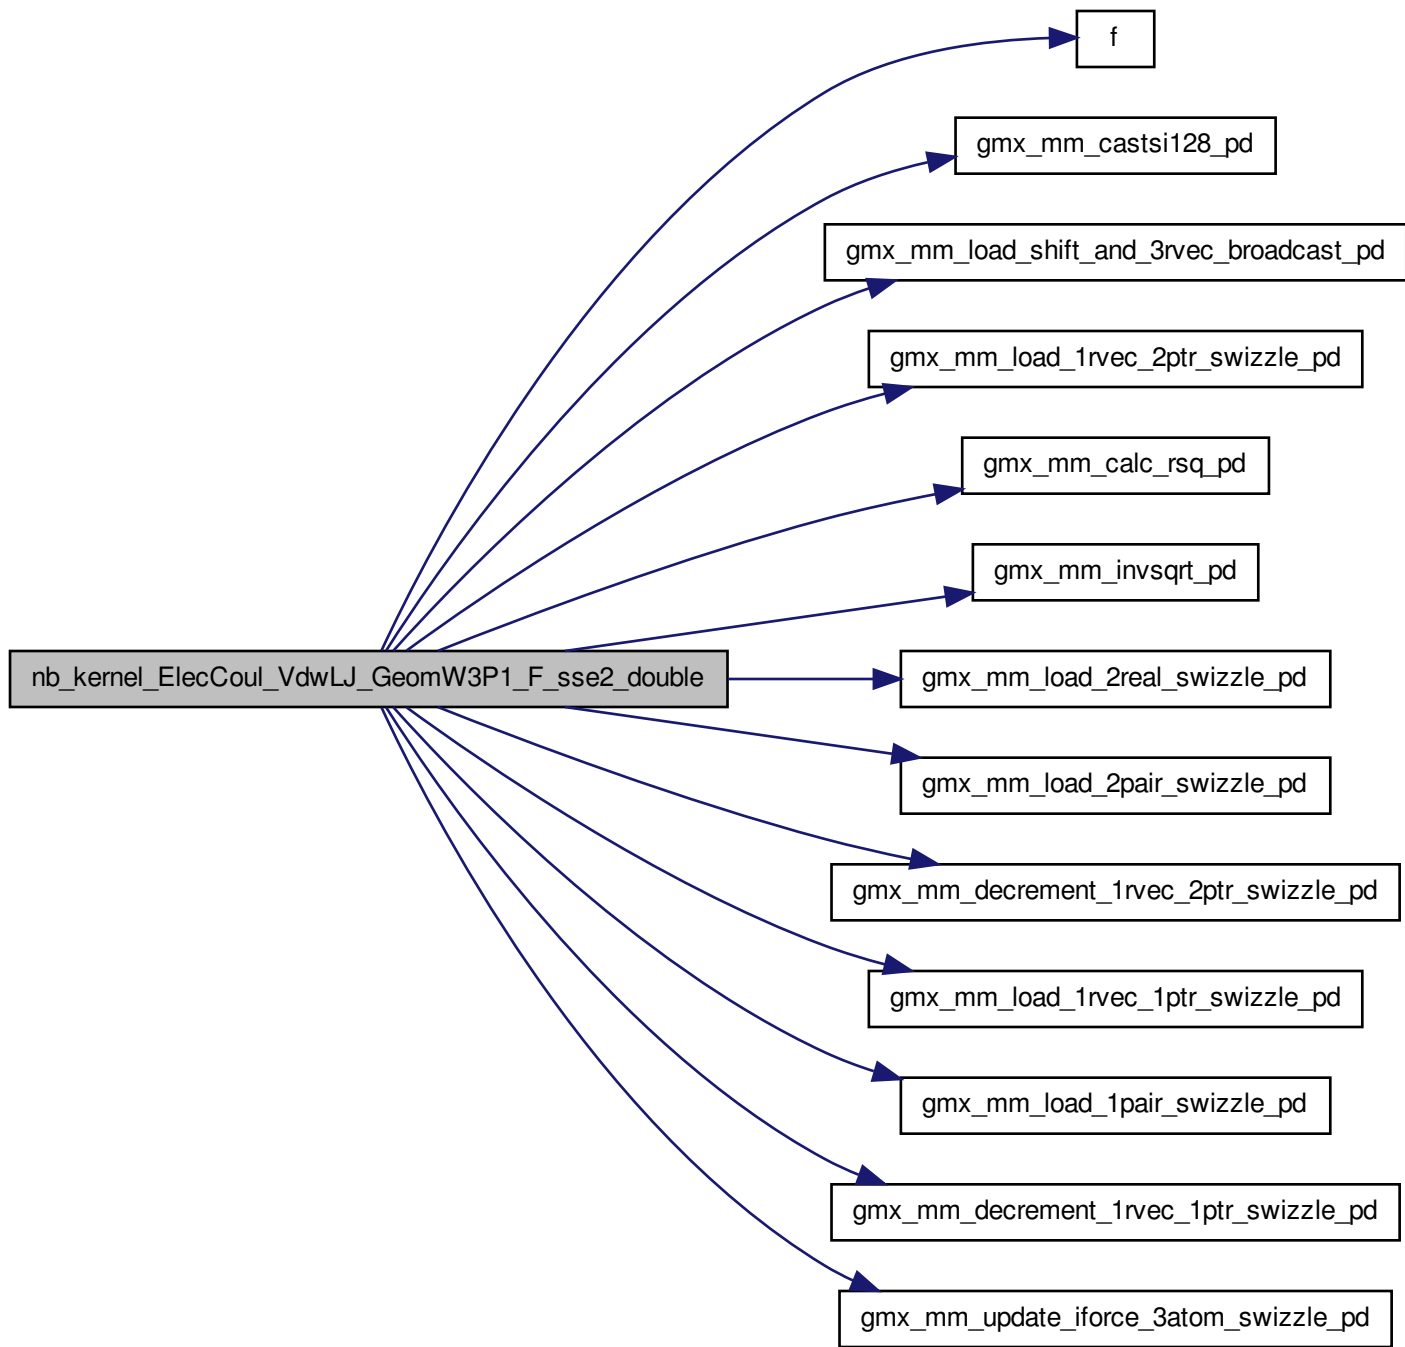 f
gmx_mm_castsi128_pd
gmx_mm_load_shift_and_3rvec_broadcast_pd
gmx_mm_load_1rvec_2ptr_swizzle_pd
gmx_mm_calc_rsq_pd
gmx_mm_invsqrt_pd
nb_kernel_ElecCoul_VdwLJ_GeomW3P1_F_sse2_double
gmx_mm_load_2real_swizzle_pd
gmx_mm_load_2pair_swizzle_pd
gmx_mm_decrement_1rvec_2ptr_swizzle_pd
gmx_mm_load_1rvec_1ptr_swizzle_pd
gmx_mm_load_1pair_swizzle_pd
gmx_mm_decrement_1rvec_1ptr_swizzle_pd
gmx_mm_update_iforce_3atom_swizzle_pd